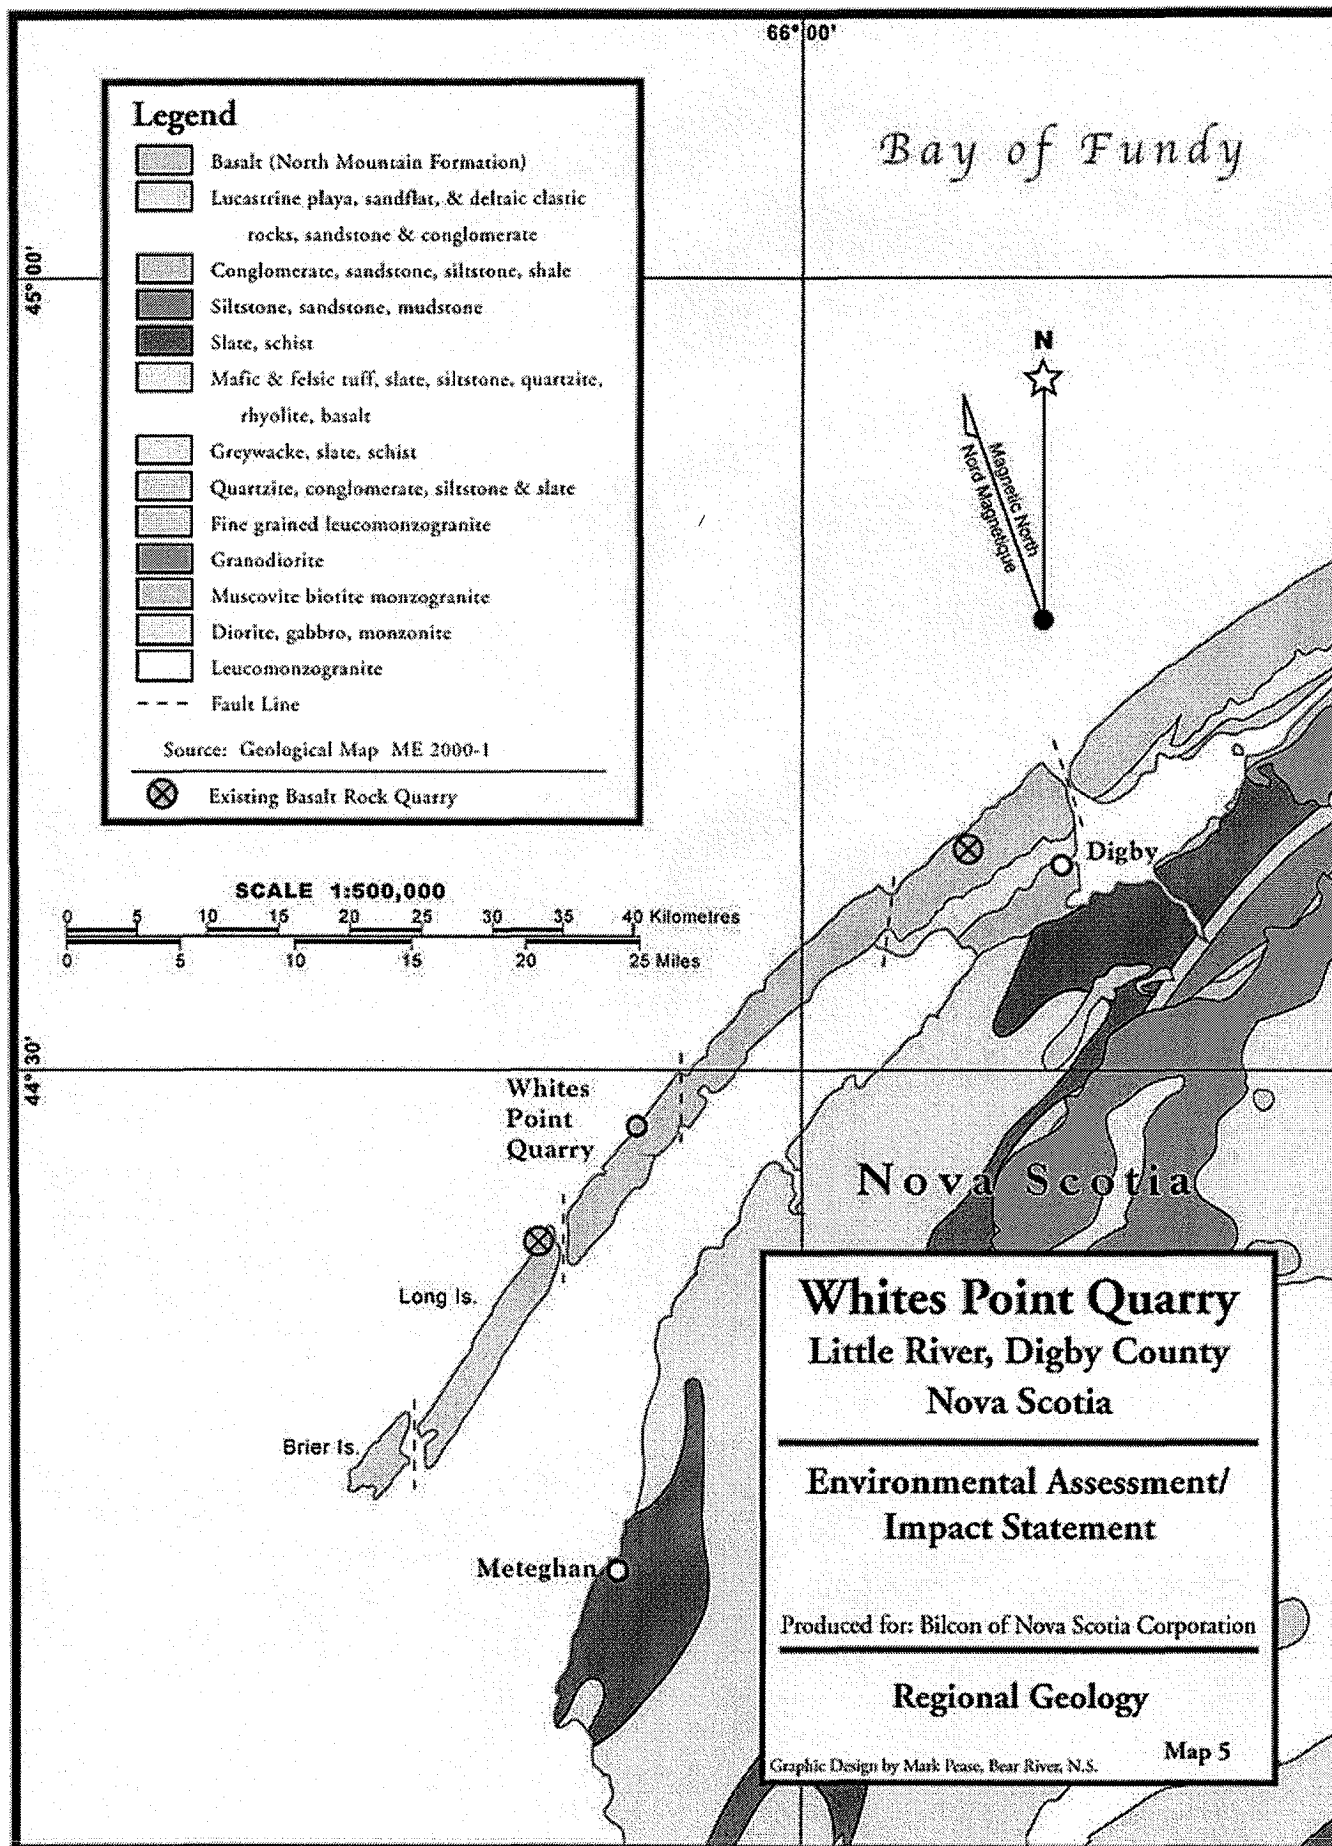 66° 00'
Bay of Fundy
Legend
Basalt (North Mountain Formation)
Lucastrine playa, sandflat, & deltaic clastic
rocks, sandstone & conglomerate
Conglomerate, sandstone, siltstone, shale
Siltstone, sandstone, mudstone
Slate, schist
Mafic & felsic tuff, slate, siltstone, quartzite,
rhyolite, basalt
Greywacke, slate, schist
Quartzite, conglomerate, siltstone & slate
Fine grained leucomonzogranite
Granodiorite
Muscovite biotite monzogranite
Diorite, gabbro, monzonite
Leucomonzogranite
Fault Line
Source: Geological Map ME 2000-1
Existing Basalt Rock Quarry
45° 00'
N
Magnetic North
Nord Magnetique
Digby
SCALE 1:500,000
0 5 10 15 20 25 30 35 40 Kilometres
0 5 10 15 20 25 Miles
44° 30'
Whites
Point
Quarry
Nova Scotia
Long Is.
Brier Is.
Meteghan
Whites Point Quarry
Little River, Digby County
Nova Scotia
Environmental Assessment/
Impact Statement
Produced for: Bilcon of Nova Scotia Corporation
Regional Geology
Map 5
Graphic Design by Mark Pease, Bear River, N.S.